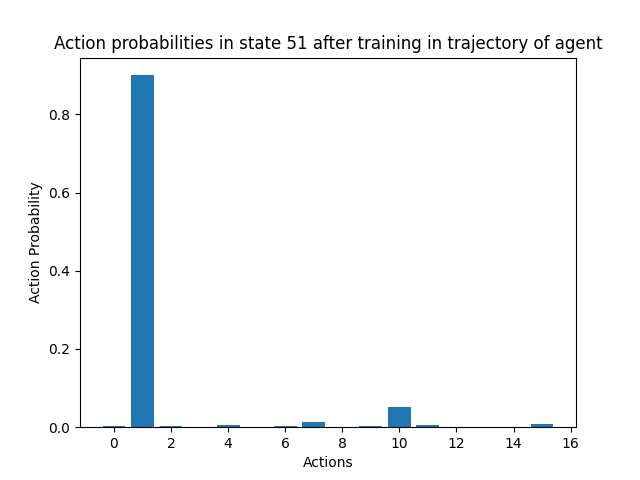 Action probabilities in state 51 after training in trajectory of agent
Action Probability
0.8
0.6
0.4
0.2
0.0
0 2 4 6 8 10 12 14 16
Actions